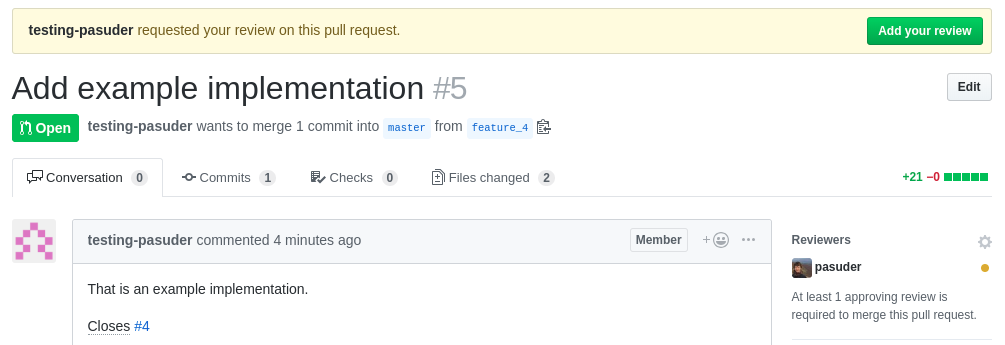 testing-pasuder requested your review on this pull request.
Add your review
Add example implementation #5
Edit
Open testing-pasuder wants to merge 1 commit into master from feature_4
Conversation 0 Commits 1 Checks 0 Files changed 2 +21 −0
testing-pasuder commented 4 minutes ago
Member
That is an example implementation.
Closes #4
Reviewers
pasuder
At least 1 approving review is
required to merge this pull request.